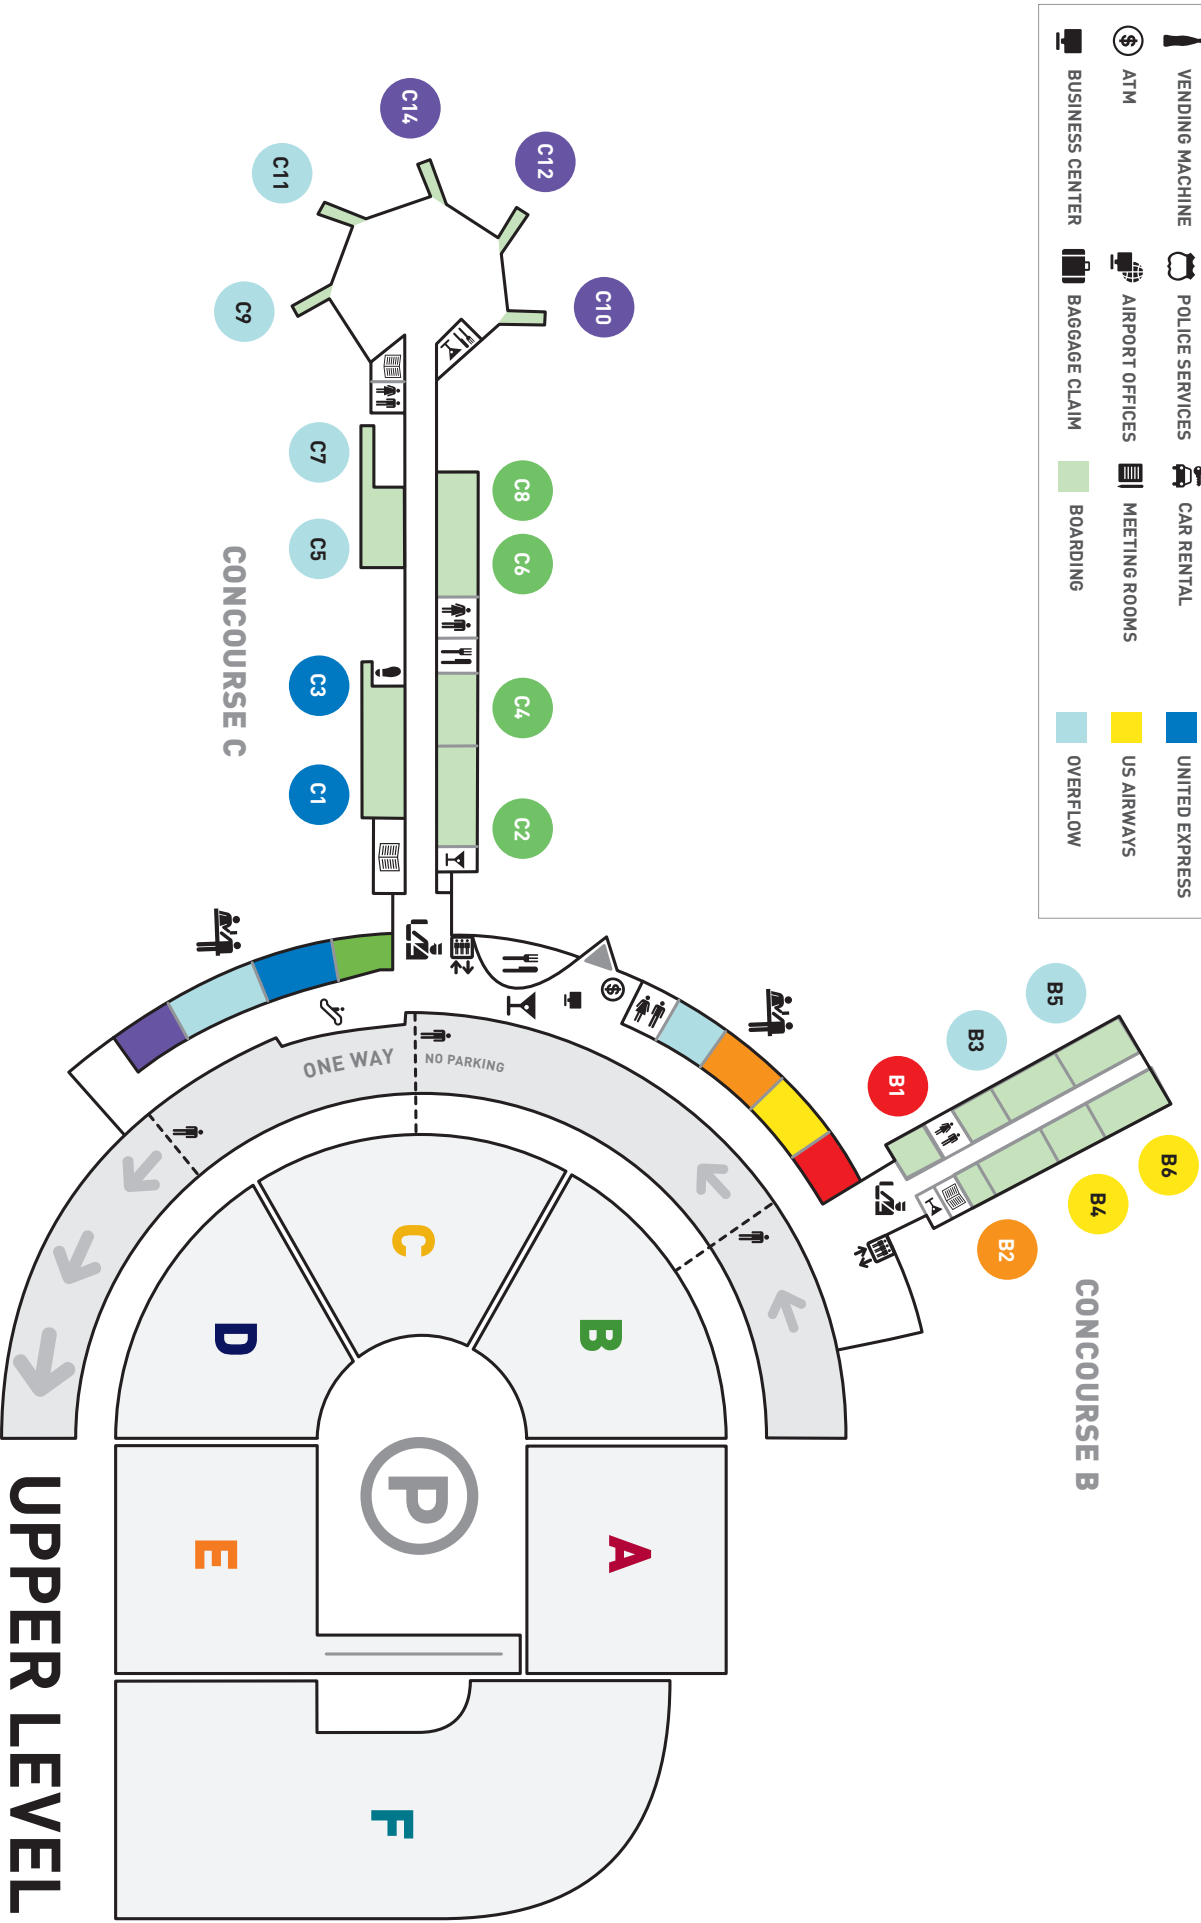 VENDING MACHINE
POLICE SERVICES
CAR RENTAL
UNITED EXPRESS
$
ATM
AIRPORT OFFICES
MEETING ROOMS
US AIRWAYS
BUSINESS CENTER
BAGGAGE CLAIM
BOARDING
OVERFLOW
B5
B3
B1
B6
B4
B2
CONCOURSE B
C14
C12
C11
C10
C9
C8
C7
C6
C5
C4
C3
C2
C1
CONCOURSE C
$
ONE WAY
NO PARKING
C
B
D
P
A
E
F
UPPER LEVEL